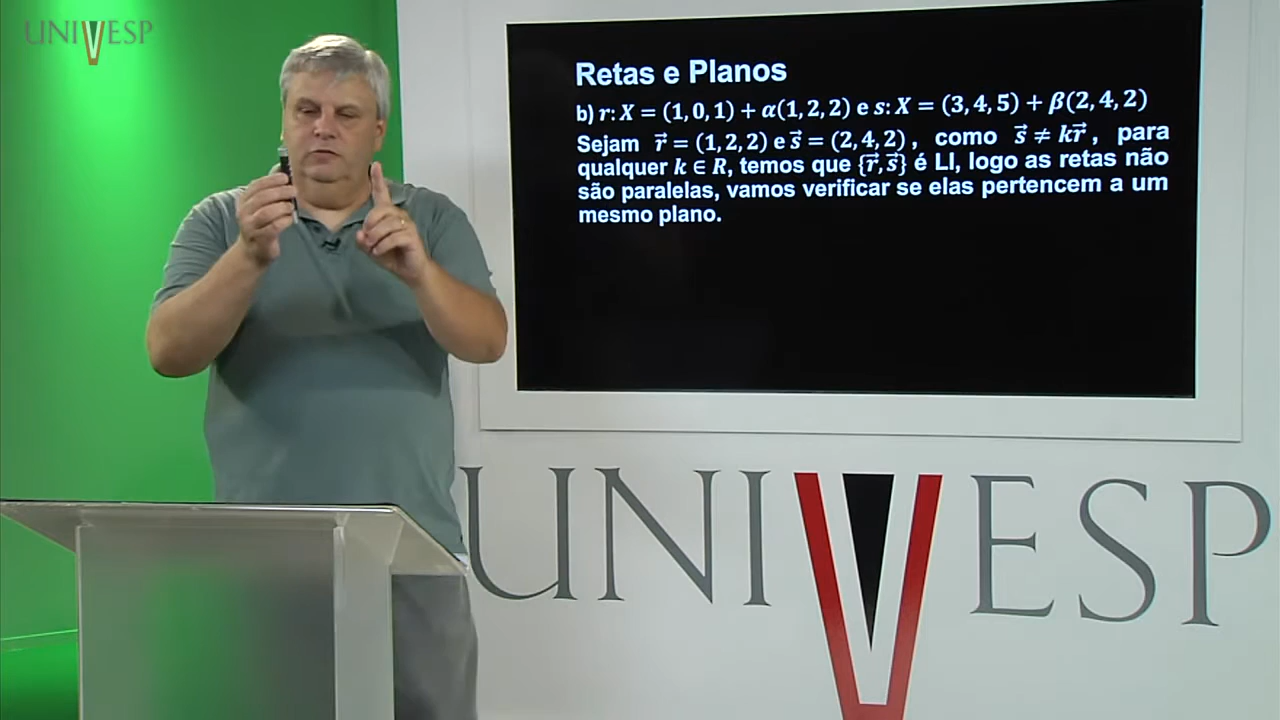 UNIVESP
Retas e Planos
b) r: X = (1, 0, 1) + α(1, 2, 2) e s: X = (3, 4, 5) + β(2, 4, 2)
Sejam r⃗ = (1, 2, 2) e s⃗ = (2, 4, 2) , como s⃗ ≠ kr⃗ , para
qualquer k ∈ R, temos que {r⃗, s⃗} é LI, logo as retas não
são paralelas, vamos verificar se elas pertencem a um
mesmo plano.
UNIVESP